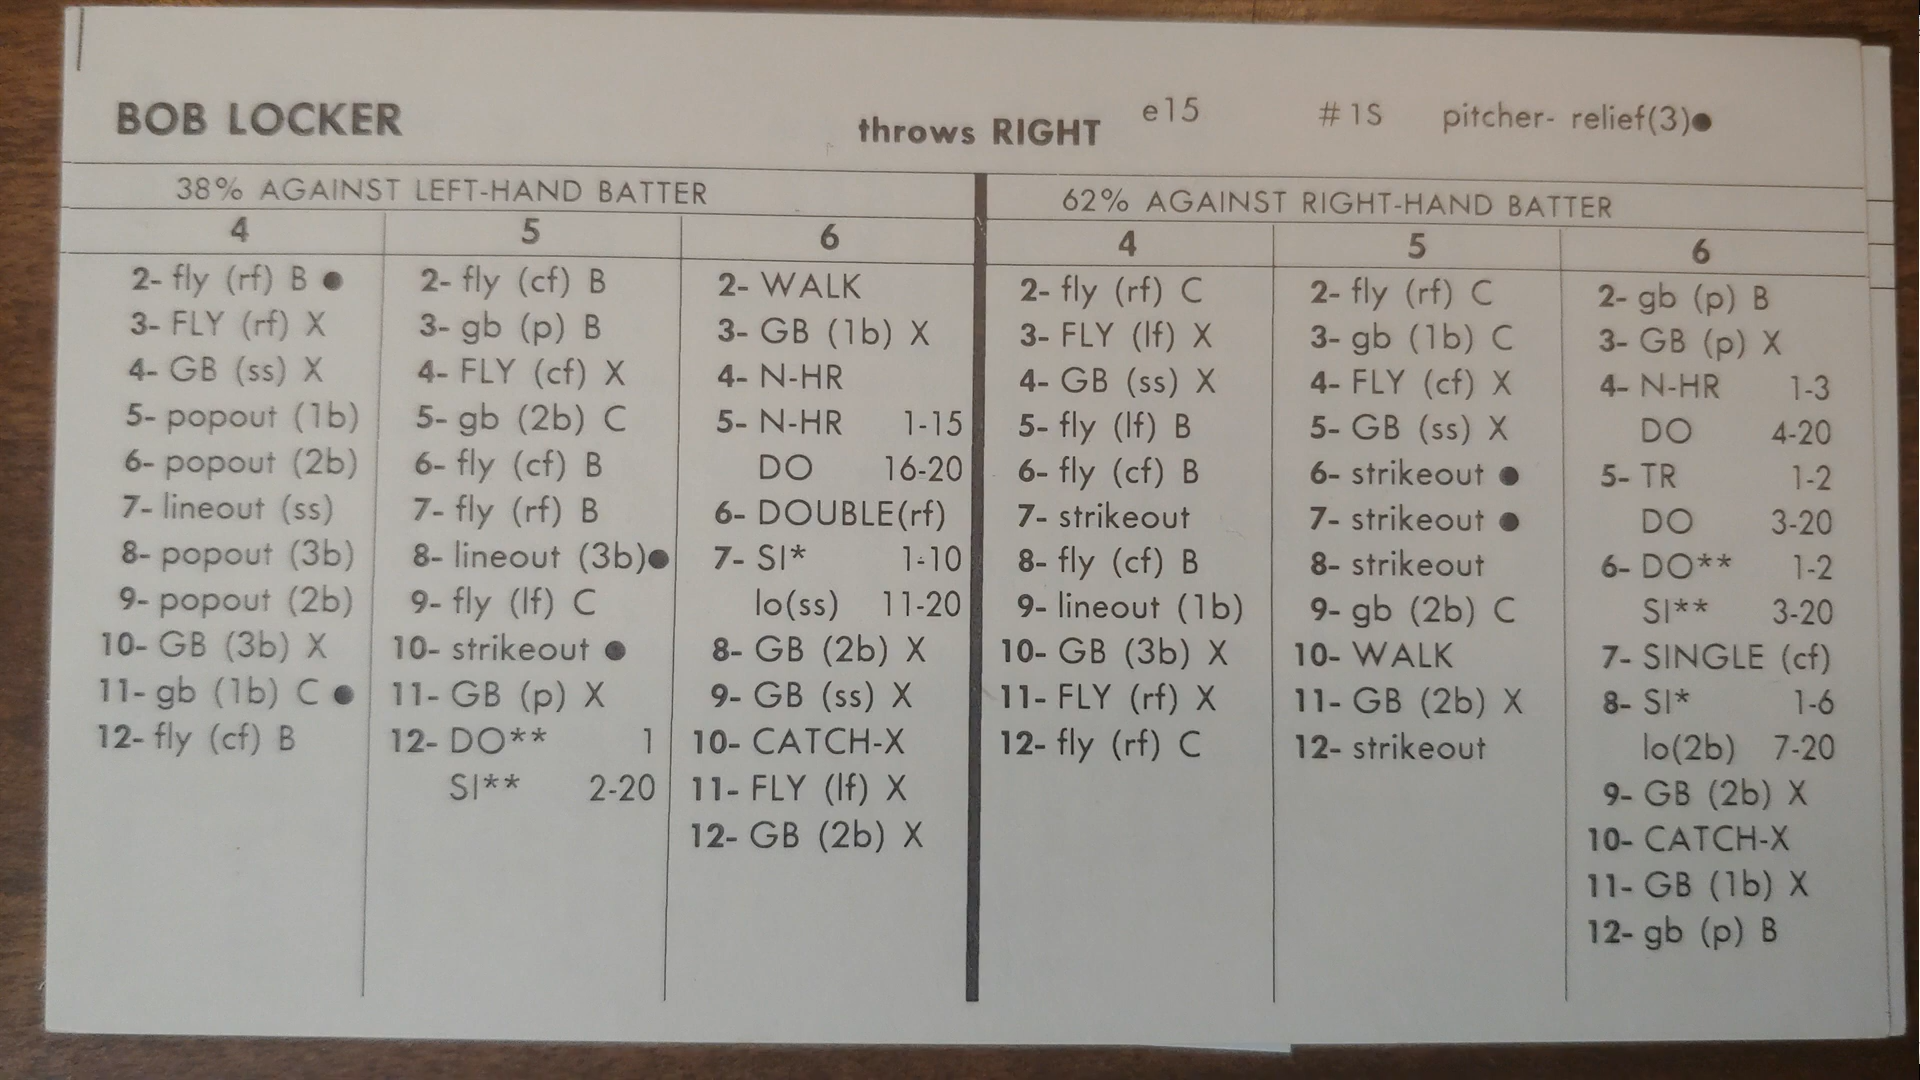 BOB LOCKER throws RIGHT e15 #1S pitcher- relief(3)●
38% AGAINST LEFT-HAND BATTER
4
2- fly (rf) B ●
3- FLY (rf) X
4- GB (ss) X
5- popout (1b)
6- popout (2b)
7- lineout (ss)
8- popout (3b)
9- popout (2b)
10- GB (3b) X
11- gb (1b) C ●
12- fly (cf) B
5
2- fly (cf) B
3- gb (p) B
4- FLY (cf) X
5- gb (2b) C
6- fly (cf) B
7- fly (rf) B
8- lineout (3b)●
9- fly (lf) C
10- strikeout ●
11- GB (p) X
12- DO** 1
SI** 2-20
6
2- WALK
3- GB (1b) X
4- N-HR
5- N-HR 1-15
DO 16-20
6- DOUBLE(rf)
7- SI* 1-10
lo(ss) 11-20
8- GB (2b) X
9- GB (ss) X
10- CATCH-X
11- FLY (lf) X
12- GB (2b) X
62% AGAINST RIGHT-HAND BATTER
4
2- fly (rf) C
3- FLY (lf) X
4- GB (ss) X
5- fly (lf) B
6- fly (cf) B
7- strikeout
8- fly (cf) B
9- lineout (1b)
10- GB (3b) X
11- FLY (rf) X
12- fly (rf) C
5
2- fly (rf) C
3- gb (1b) C
4- FLY (cf) X
5- GB (ss) X
6- strikeout ●
7- strikeout ●
8- strikeout
9- gb (2b) C
10- WALK
11- GB (2b) X
12- strikeout
6
2- gb (p) B
3- GB (p) X
4- N-HR 1-3
DO 4-20
5- TR 1-2
DO 3-20
6- DO** 1-2
SI** 3-20
7- SINGLE (cf)
8- SI* 1-6
lo(2b) 7-20
9- GB (2b) X
10- CATCH-X
11- GB (1b) X
12- gb (p) B